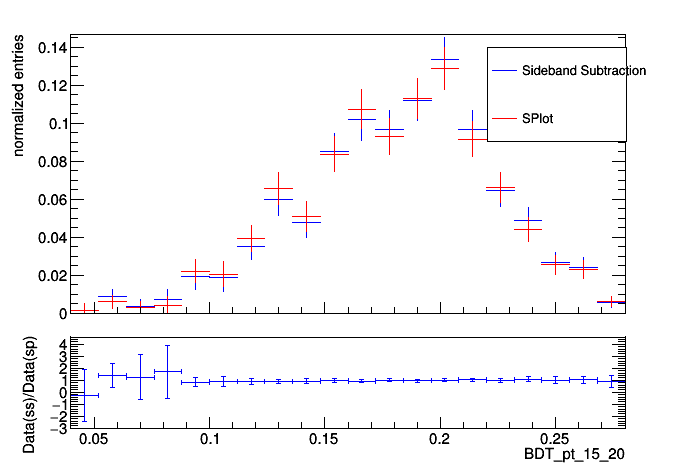 normalized entries
0.14
0.12
0.1
0.08
0.06
0.04
0.02
0
Sideband Subtraction
SPlot
Data(ss)/Data(sp)
4
3
2
1
0
−1
−2
−3
0.05 0.1 0.15 0.2 0.25
BDT_pt_15_20